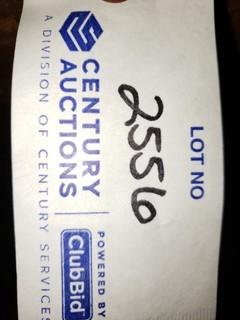 LOT NO
2556
CENTURY
AUCTIONS
POWERED BY
ClubBid
A DIVISION OF CENTURY SERVICES